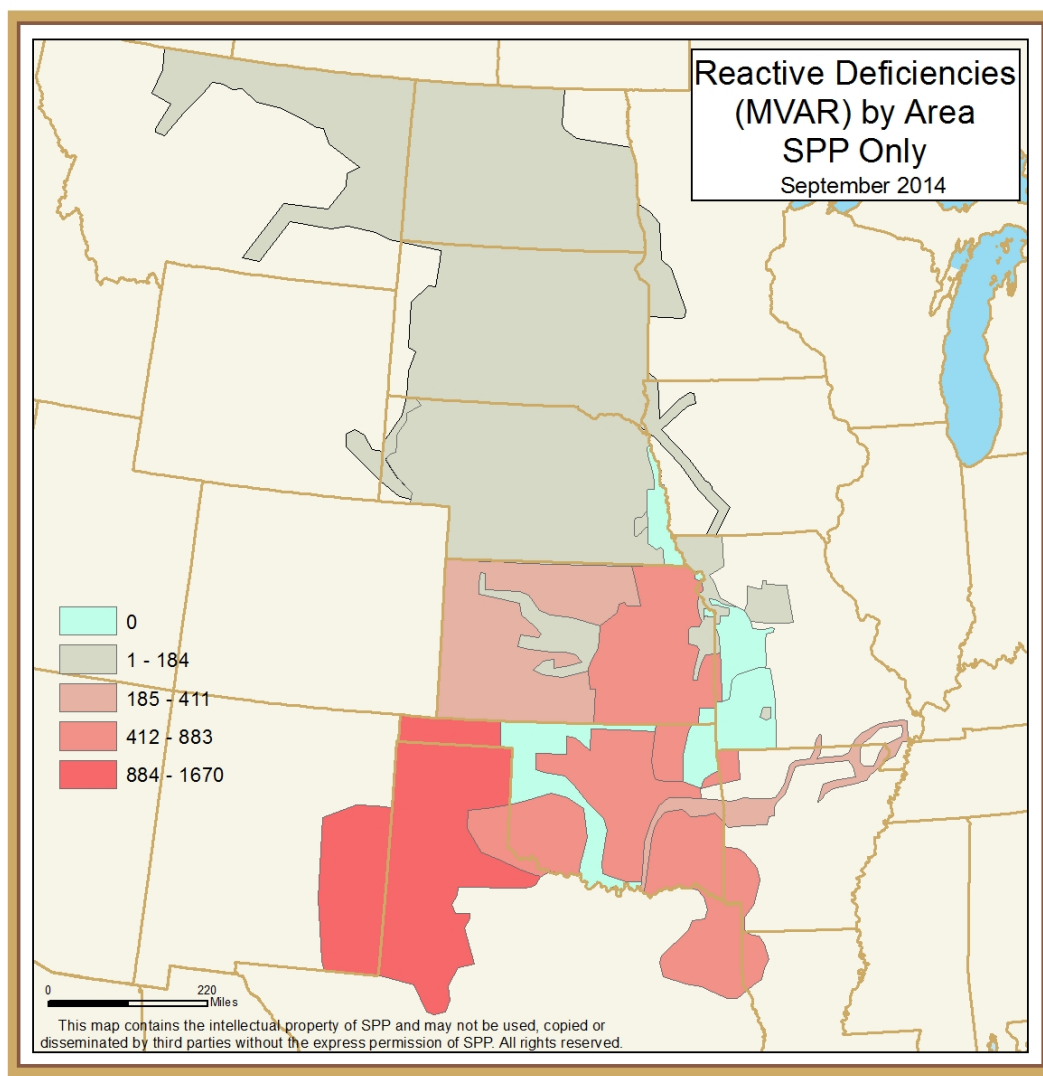 Reactive Deficiencies
(MVAR) by Area
SPP Only
September 2014
0
1 - 184
185 - 411
412 - 883
884 - 1670
0
220
Miles
This map contains the intellectual property of SPP and may not be used, copied or
disseminated by third parties without the express permission of SPP. All rights reserved.